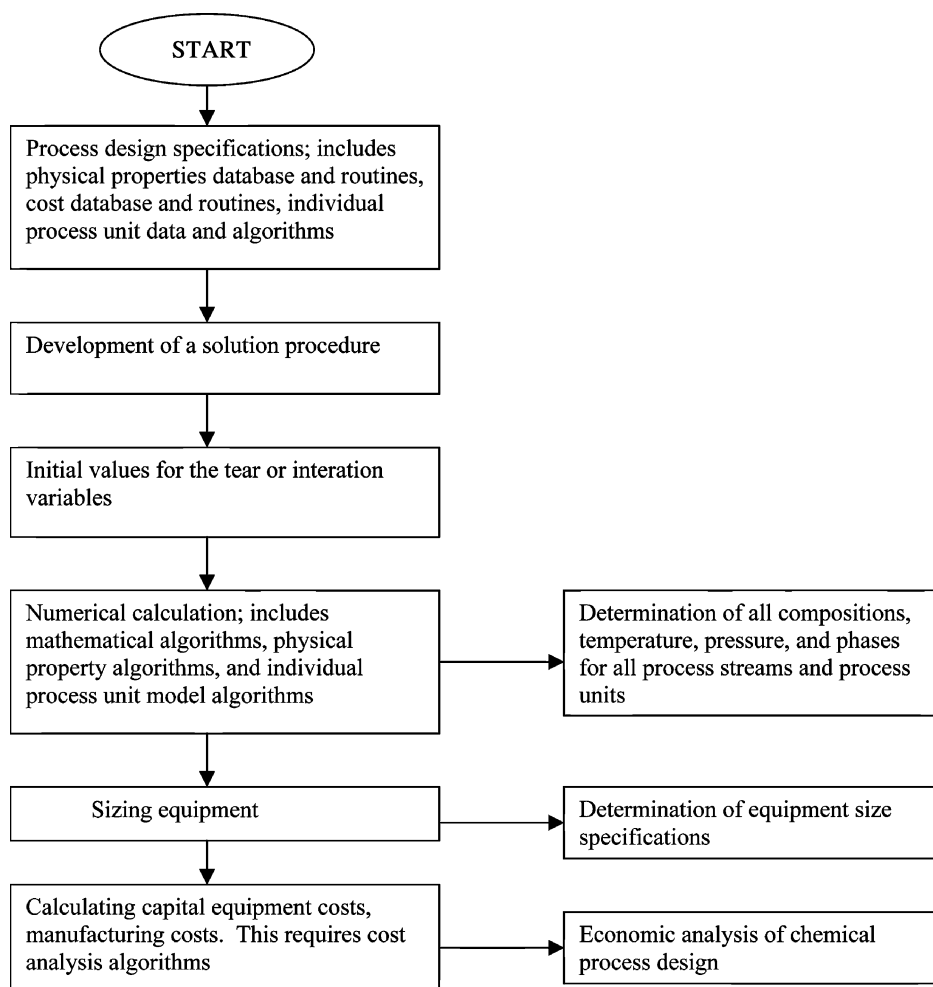 START
Process design specifications; includes
physical properties database and routines,
cost database and routines, individual
process unit data and algorithms
Development of a solution procedure
Initial values for the tear or interation
variables
Numerical calculation; includes
mathematical algorithms, physical
property algorithms, and individual
process unit model algorithms
Determination of all compositions,
temperature, pressure, and phases
for all process streams and process
units
Sizing equipment
Determination of equipment size
specifications
Calculating capital equipment costs,
manufacturing costs.  This requires cost
analysis algorithms
Economic analysis of chemical
process design